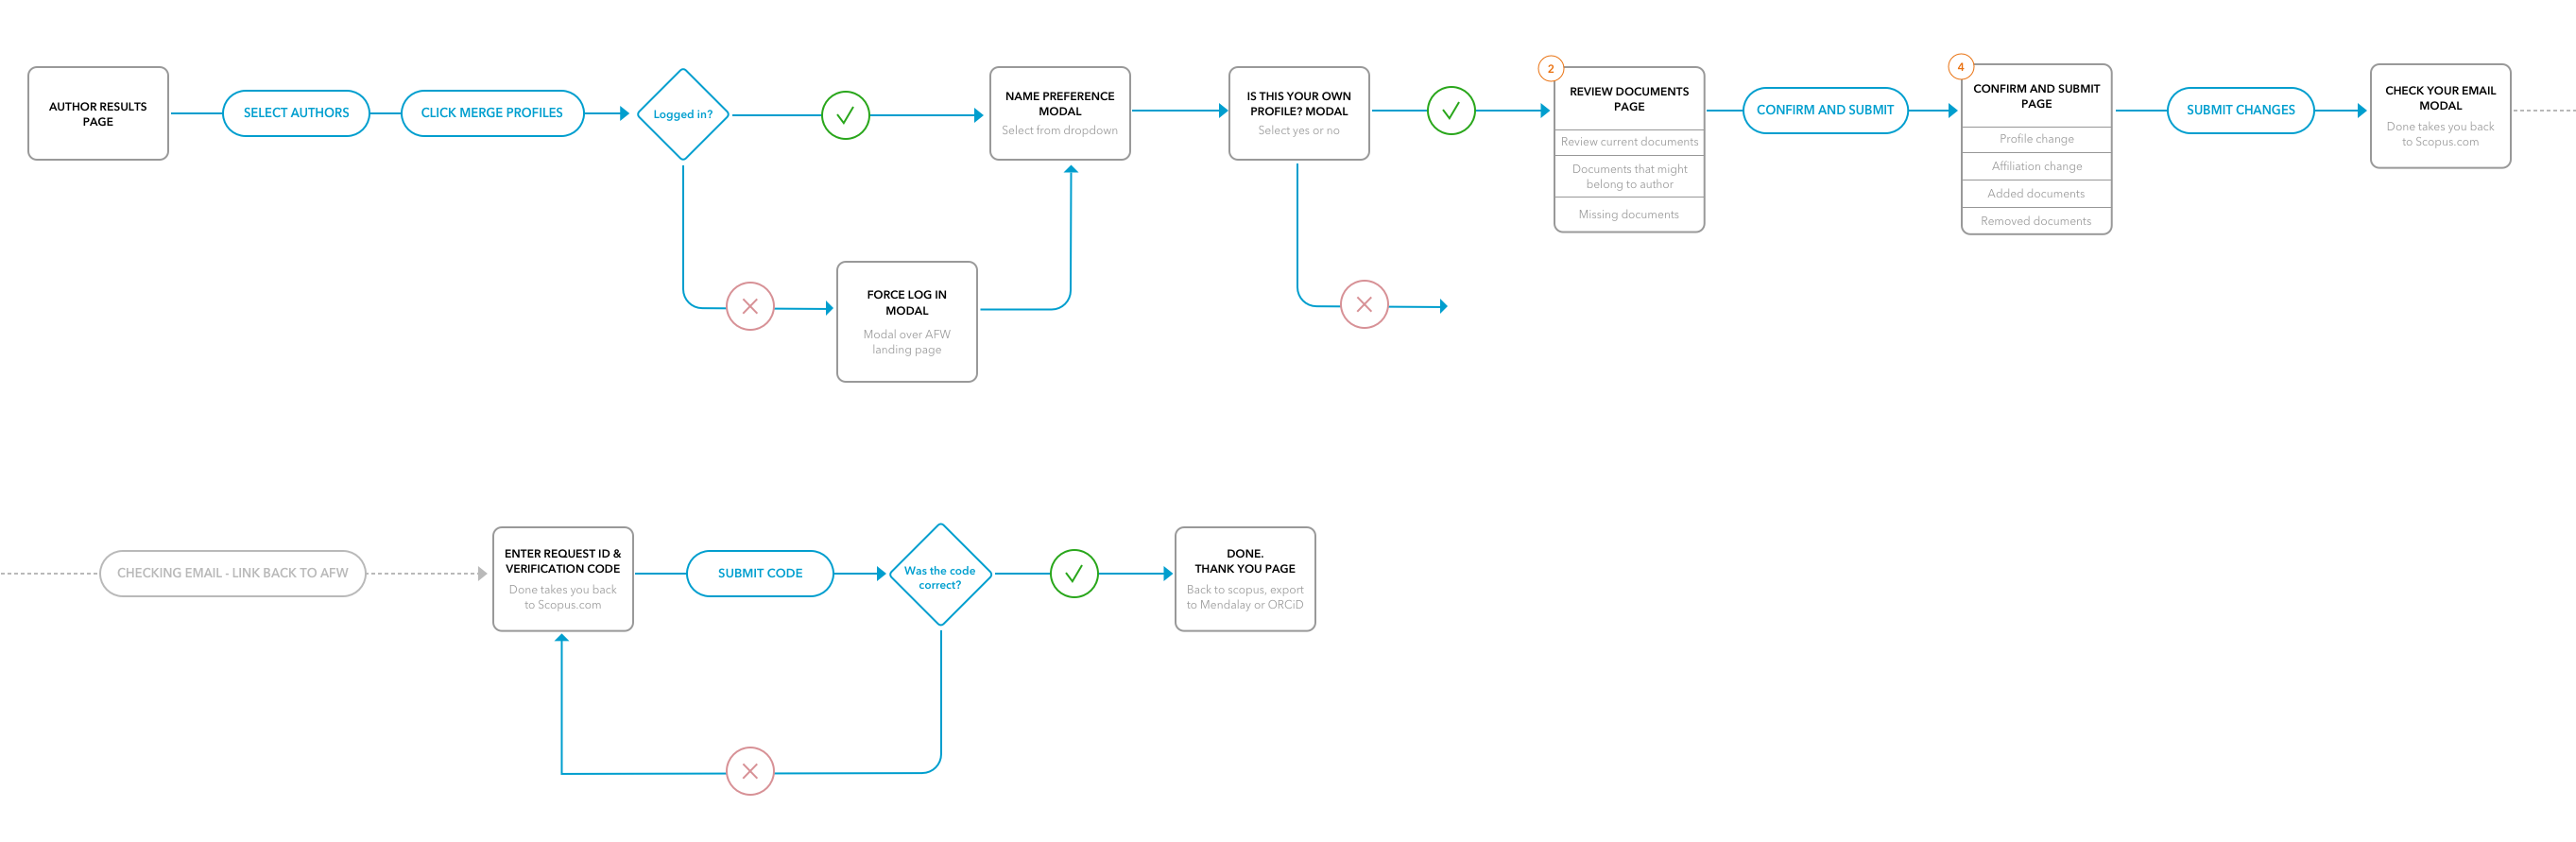 AUTHOR RESULTS
PAGE
SELECT AUTHORS
CLICK MERGE PROFILES
Logged in?
NAME PREFERENCE
MODAL
Select from dropdown
IS THIS YOUR OWN
PROFILE? MODAL
Select yes or no
2
REVIEW DOCUMENTS
PAGE
Review current documents
Documents that might
belong to author
Missing documents
CONFIRM AND SUBMIT
4
CONFIRM AND SUBMIT
PAGE
Profile change
Affiliation change
Added documents
Removed documents
SUBMIT CHANGES
CHECK YOUR EMAIL
MODAL
Done takes you back
to Scopus.com
FORCE LOG IN
MODAL
Modal over AFW
landing page
CHECKING EMAIL - LINK BACK TO AFW
ENTER REQUEST ID &
VERIFICATION CODE
Done takes you back
to Scopus.com
SUBMIT CODE
Was the code
correct?
DONE.
THANK YOU PAGE
Back to scopus, export
to Mendalay or ORCiD